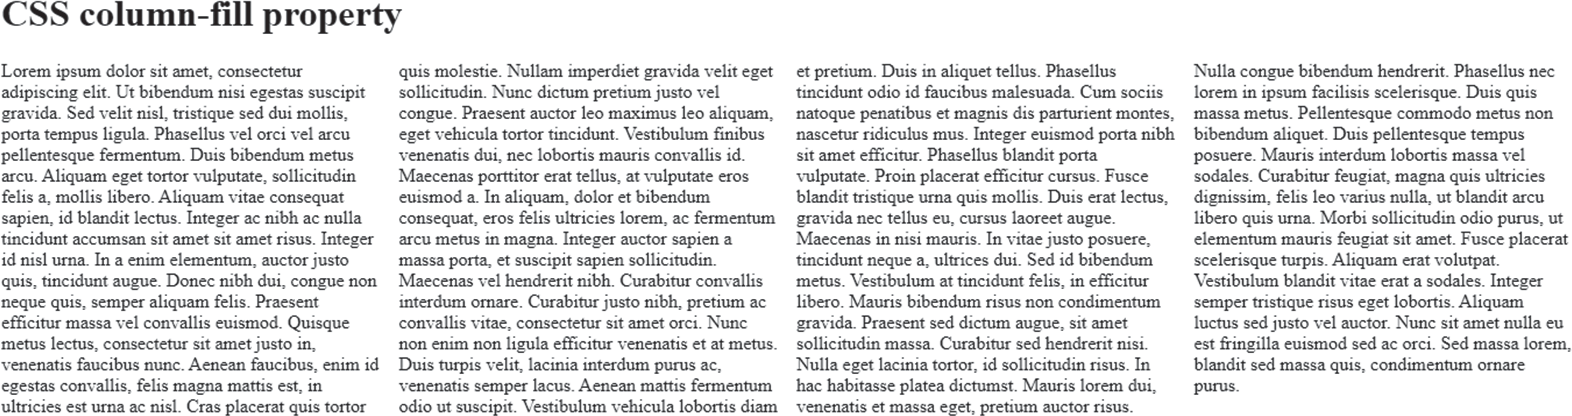 CSS column-fill property
Lorem ipsum dolor sit amet, consectetur
adipiscing elit. Ut bibendum nisi egestas suscipit
gravida. Sed velit nisl, tristique sed dui mollis,
porta tempus ligula. Phasellus vel orci vel arcu
pellentesque fermentum. Duis bibendum metus
arcu. Aliquam eget tortor vulputate, sollicitudin
felis a, mollis libero. Aliquam vitae consequat
sapien, id blandit lectus. Integer ac nibh ac nulla
tincidunt accumsan sit amet sit amet risus. Integer
id nisl urna. In a enim elementum, auctor justo
quis, tincidunt augue. Donec nibh dui, congue non
neque quis, semper aliquam felis. Praesent
efficitur massa vel convallis euismod. Quisque
metus lectus, consectetur sit amet justo in,
venenatis faucibus nunc. Aenean faucibus, enim id
egestas convallis, felis magna mattis est, in
ultricies est urna ac nisl. Cras placerat quis tortor
quis molestie. Nullam imperdiet gravida velit eget
sollicitudin. Nunc dictum pretium justo vel
congue. Praesent auctor leo maximus leo aliquam,
eget vehicula tortor tincidunt. Vestibulum finibus
venenatis dui, nec lobortis mauris convallis id.
Maecenas porttitor erat tellus, at vulputate eros
euismod a. In aliquam, dolor et bibendum
consequat, eros felis ultricies lorem, ac fermentum
arcu metus in magna. Integer auctor sapien a
massa porta, et suscipit sapien sollicitudin.
Maecenas vel hendrerit nibh. Curabitur convallis
interdum ornare. Curabitur justo nibh, pretium ac
convallis vitae, consectetur sit amet orci. Nunc
non enim non ligula efficitur venenatis et at metus.
Duis turpis velit, lacinia interdum purus ac,
venenatis semper lacus. Aenean mattis fermentum
odio ut suscipit. Vestibulum vehicula lobortis diam
et pretium. Duis in aliquet tellus. Phasellus
tincidunt odio id faucibus malesuada. Cum sociis
natoque penatibus et magnis dis parturient montes,
nascetur ridiculus mus. Integer euismod porta nibh
sit amet efficitur. Phasellus blandit porta
vulputate. Proin placerat efficitur cursus. Fusce
blandit tristique urna quis mollis. Duis erat lectus,
gravida nec tellus eu, cursus laoreet augue.
Maecenas in nisi mauris. In vitae justo posuere,
tincidunt neque a, ultrices dui. Sed id bibendum
metus. Vestibulum at tincidunt felis, in efficitur
libero. Mauris bibendum risus non condimentum
gravida. Praesent sed dictum augue, sit amet
sollicitudin massa. Curabitur sed hendrerit nisi.
Nulla eget lacinia tortor, id sollicitudin risus. In
hac habitasse platea dictumst. Mauris lorem dui,
venenatis et massa eget, pretium auctor risus.
Nulla congue bibendum hendrerit. Phasellus nec
lorem in ipsum facilisis scelerisque. Duis quis
massa metus. Pellentesque commodo metus non
bibendum aliquet. Duis pellentesque tempus
posuere. Mauris interdum lobortis massa vel
sodales. Curabitur feugiat, magna quis ultricies
dignissim, felis leo varius nulla, ut blandit arcu
libero quis urna. Morbi sollicitudin odio purus, ut
elementum mauris feugiat sit amet. Fusce placerat
scelerisque turpis. Aliquam erat volutpat.
Vestibulum blandit vitae erat a sodales. Integer
semper tristique risus eget lobortis. Aliquam
luctus sed justo vel auctor. Nunc sit amet nulla eu
est fringilla euismod sed ac orci. Sed massa lorem,
blandit sed massa quis, condimentum ornare
purus.